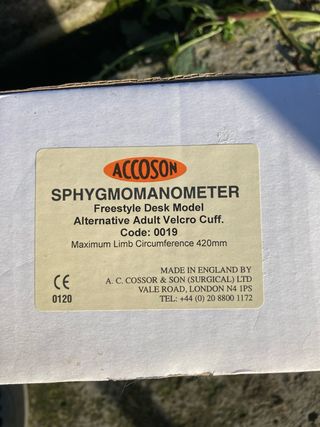 ACCOSON
SPHYGMOMANOMETER
Freestyle Desk Model
Alternative Adult Velcro Cuff.
Code: 0019
Maximum Limb Circumference 420mm
CE
0120
MADE IN ENGLAND BY
A. C. COSSOR & SON (SURGICAL) LTD
VALE ROAD, LONDON N4 1PS
TEL: +44 (0) 20 8800 1172